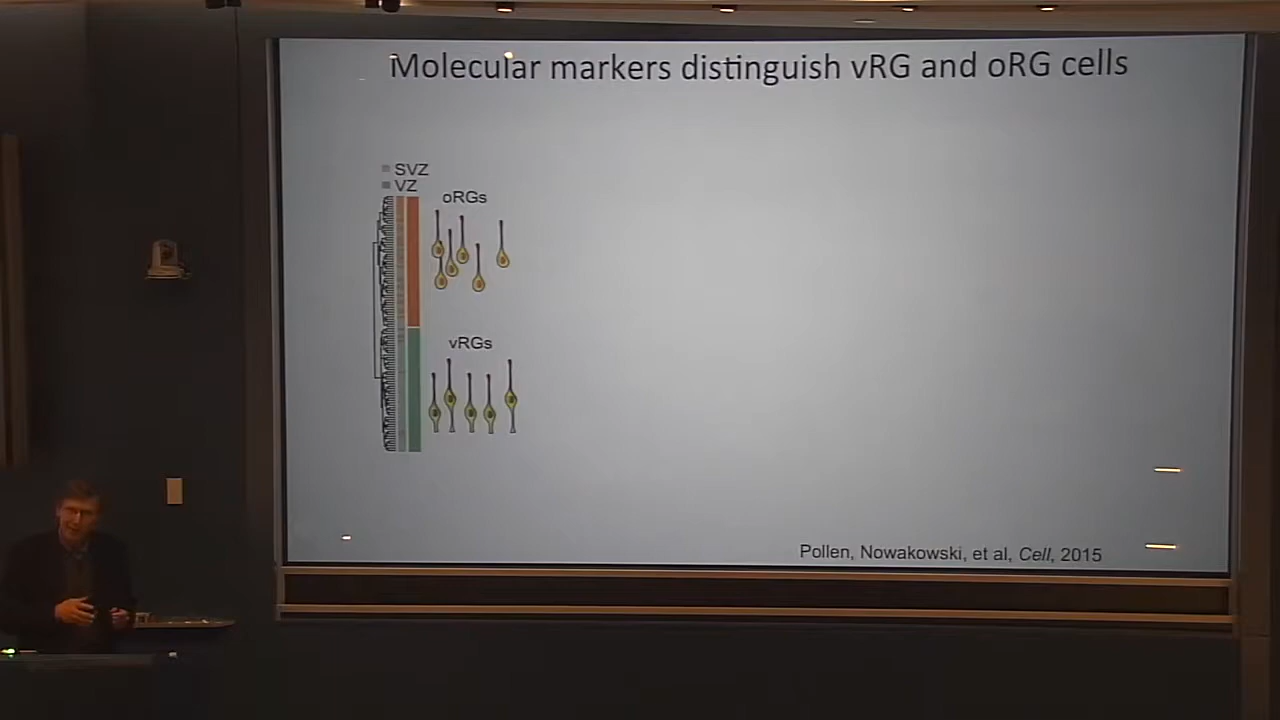 Molecular markers distinguish vRG and oRG cells
SVZ
VZ
oRGs
vRGs
Pollen, Nowakowski, et al, Cell, 2015